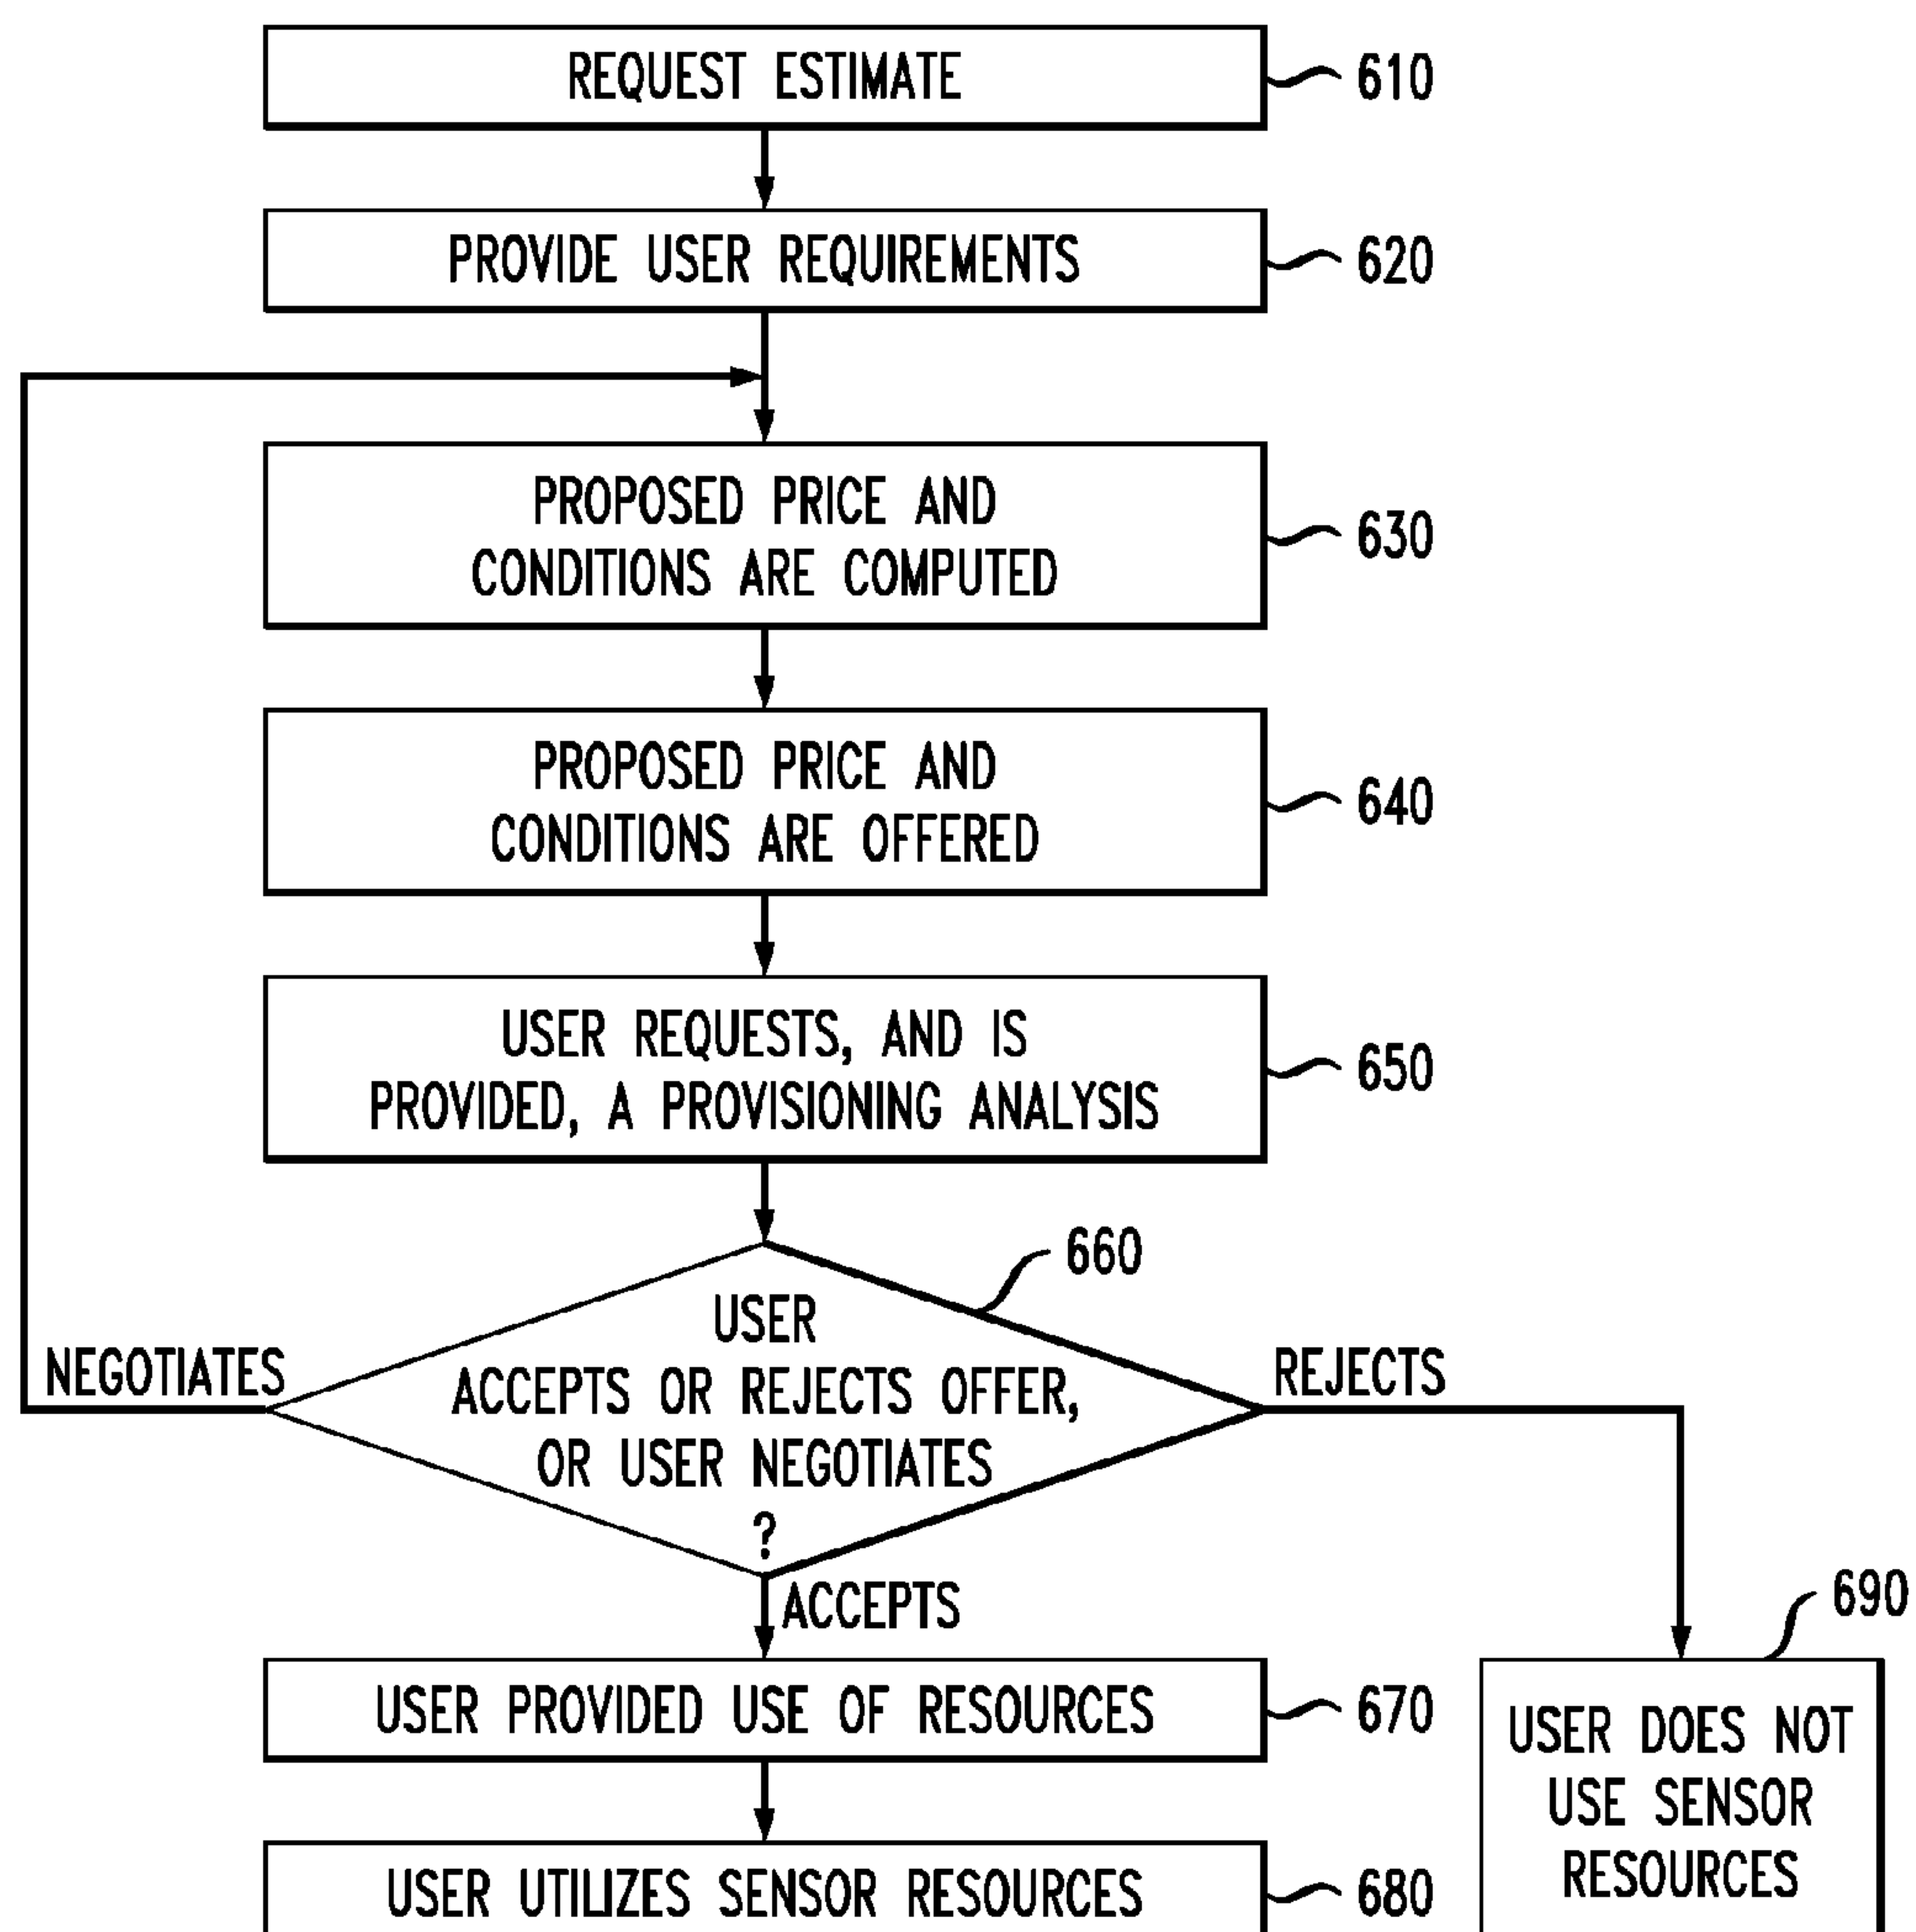 REQUEST ESTIMATE
610
PROVIDE USER REQUIREMENTS
620
PROPOSED PRICE AND
CONDITIONS ARE COMPUTED
630
PROPOSED PRICE AND
CONDITIONS ARE OFFERED
640
USER REQUESTS, AND IS
PROVIDED, A PROVISIONING ANALYSIS
650
660
USER
ACCEPTS OR REJECTS OFFER,
OR USER NEGOTIATES
?
NEGOTIATES
REJECTS
ACCEPTS
USER PROVIDED USE OF RESOURCES
670
690
USER DOES NOT
USE SENSOR
RESOURCES
USER UTILIZES SENSOR RESOURCES
680